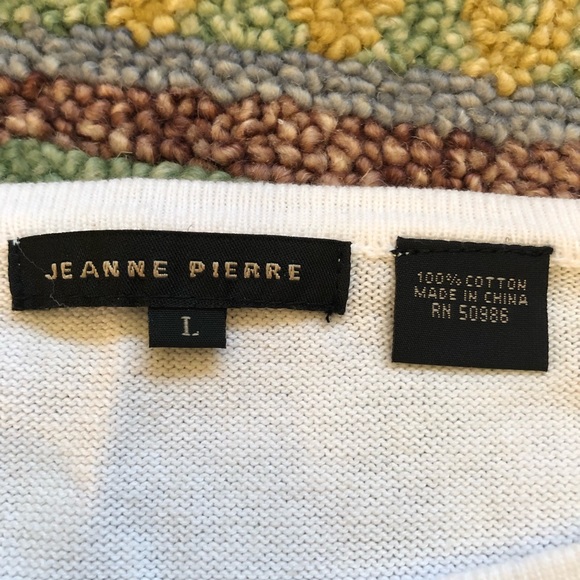 JEANNE PIERRE
L
100% COTTON
MADE IN CHINA
RN 50986